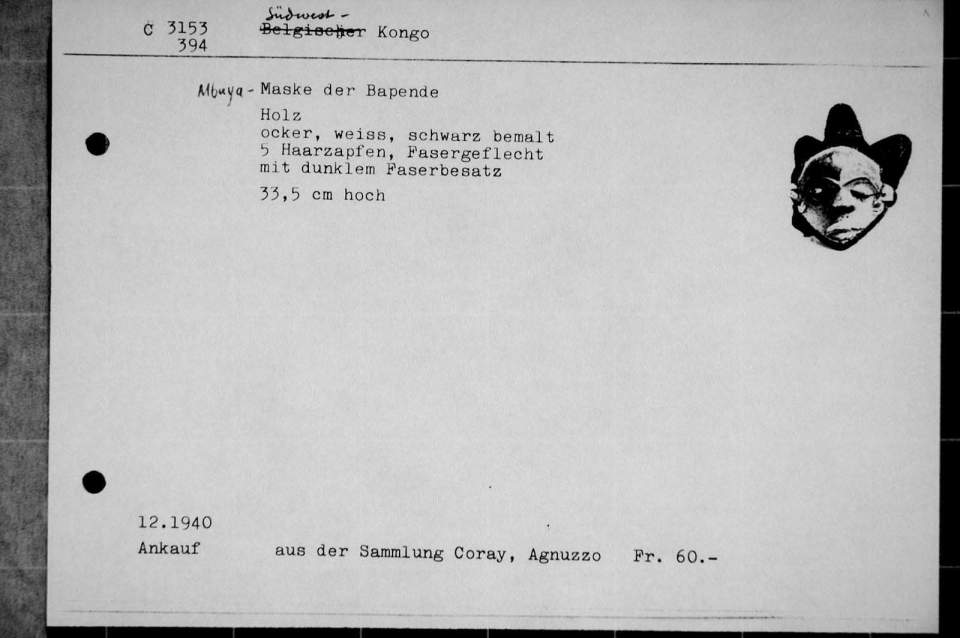 Südwest-
C 3153 Belgischer Kongo
394
Mbuya- Maske der Bapende
Holz
ocker, weiss, schwarz bemalt
5 Haarzapfen, Fasergeflecht
mit dunklem Faserbesatz
33,5 cm hoch
12.1940
Ankauf aus der Sammlung Coray, Agnuzzo Fr. 60.-